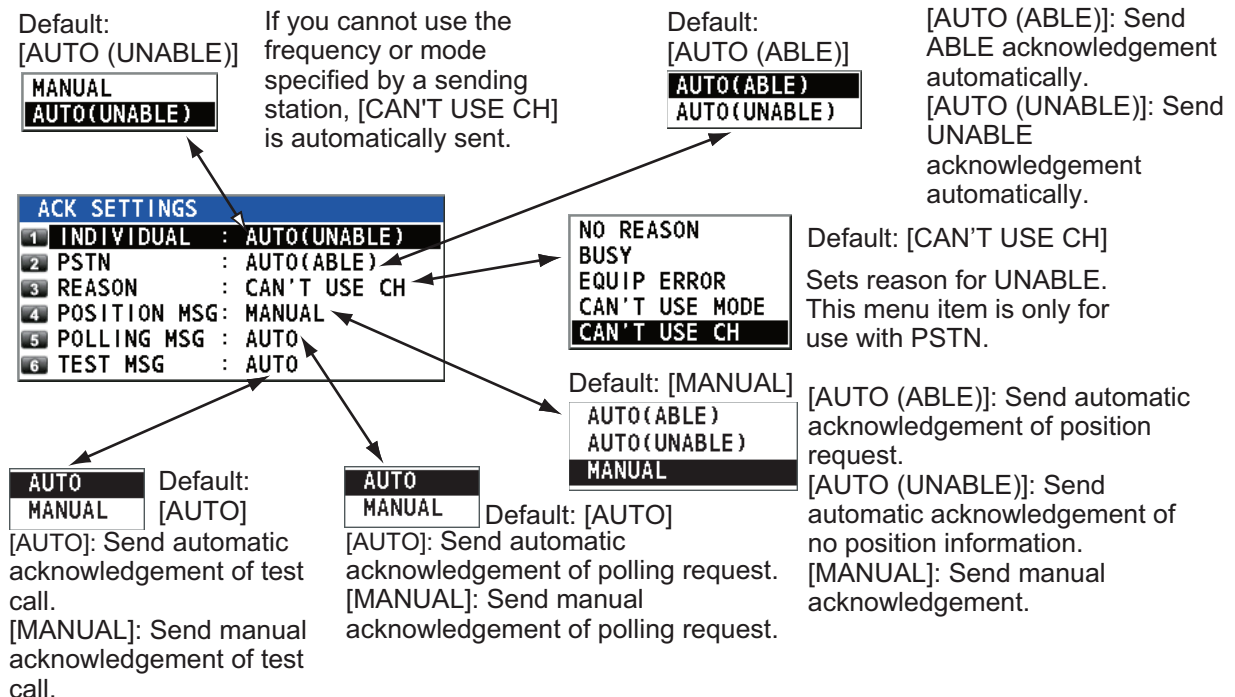 Default:
[AUTO (UNABLE)]
MANUAL
AUTO(UNABLE)
If you cannot use the
frequency or mode
specified by a sending
station, [CAN'T USE CH]
is automatically sent.
Default:
[AUTO (ABLE)]
AUTO(ABLE)
AUTO(UNABLE)
[AUTO (ABLE)]: Send
ABLE acknowledgement
automatically.
[AUTO (UNABLE)]: Send
UNABLE
acknowledgement
automatically.
ACK SETTINGS
1 INDIVIDUAL : AUTO(UNABLE)
2 PSTN : AUTO(ABLE)
3 REASON : CAN'T USE CH
4 POSITION MSG: MANUAL
5 POLLING MSG : AUTO
6 TEST MSG : AUTO
NO REASON
BUSY
EQUIP ERROR
CAN'T USE MODE
CAN'T USE CH
Default: [CAN'T USE CH]
Sets reason for UNABLE.
This menu item is only for
use with PSTN.
Default: [MANUAL]
AUTO(ABLE)
AUTO(UNABLE)
MANUAL
[AUTO (ABLE)]: Send automatic
acknowledgement of position
request.
[AUTO (UNABLE)]: Send
automatic acknowledgement of
no position information.
[MANUAL]: Send manual
acknowledgement.
AUTO
MANUAL
Default:
[AUTO]
[AUTO]: Send automatic
acknowledgement of test
call.
[MANUAL]: Send manual
acknowledgement of test
call.
AUTO
MANUAL
Default: [AUTO]
[AUTO]: Send automatic
acknowledgement of polling request.
[MANUAL]: Send manual
acknowledgement of polling request.